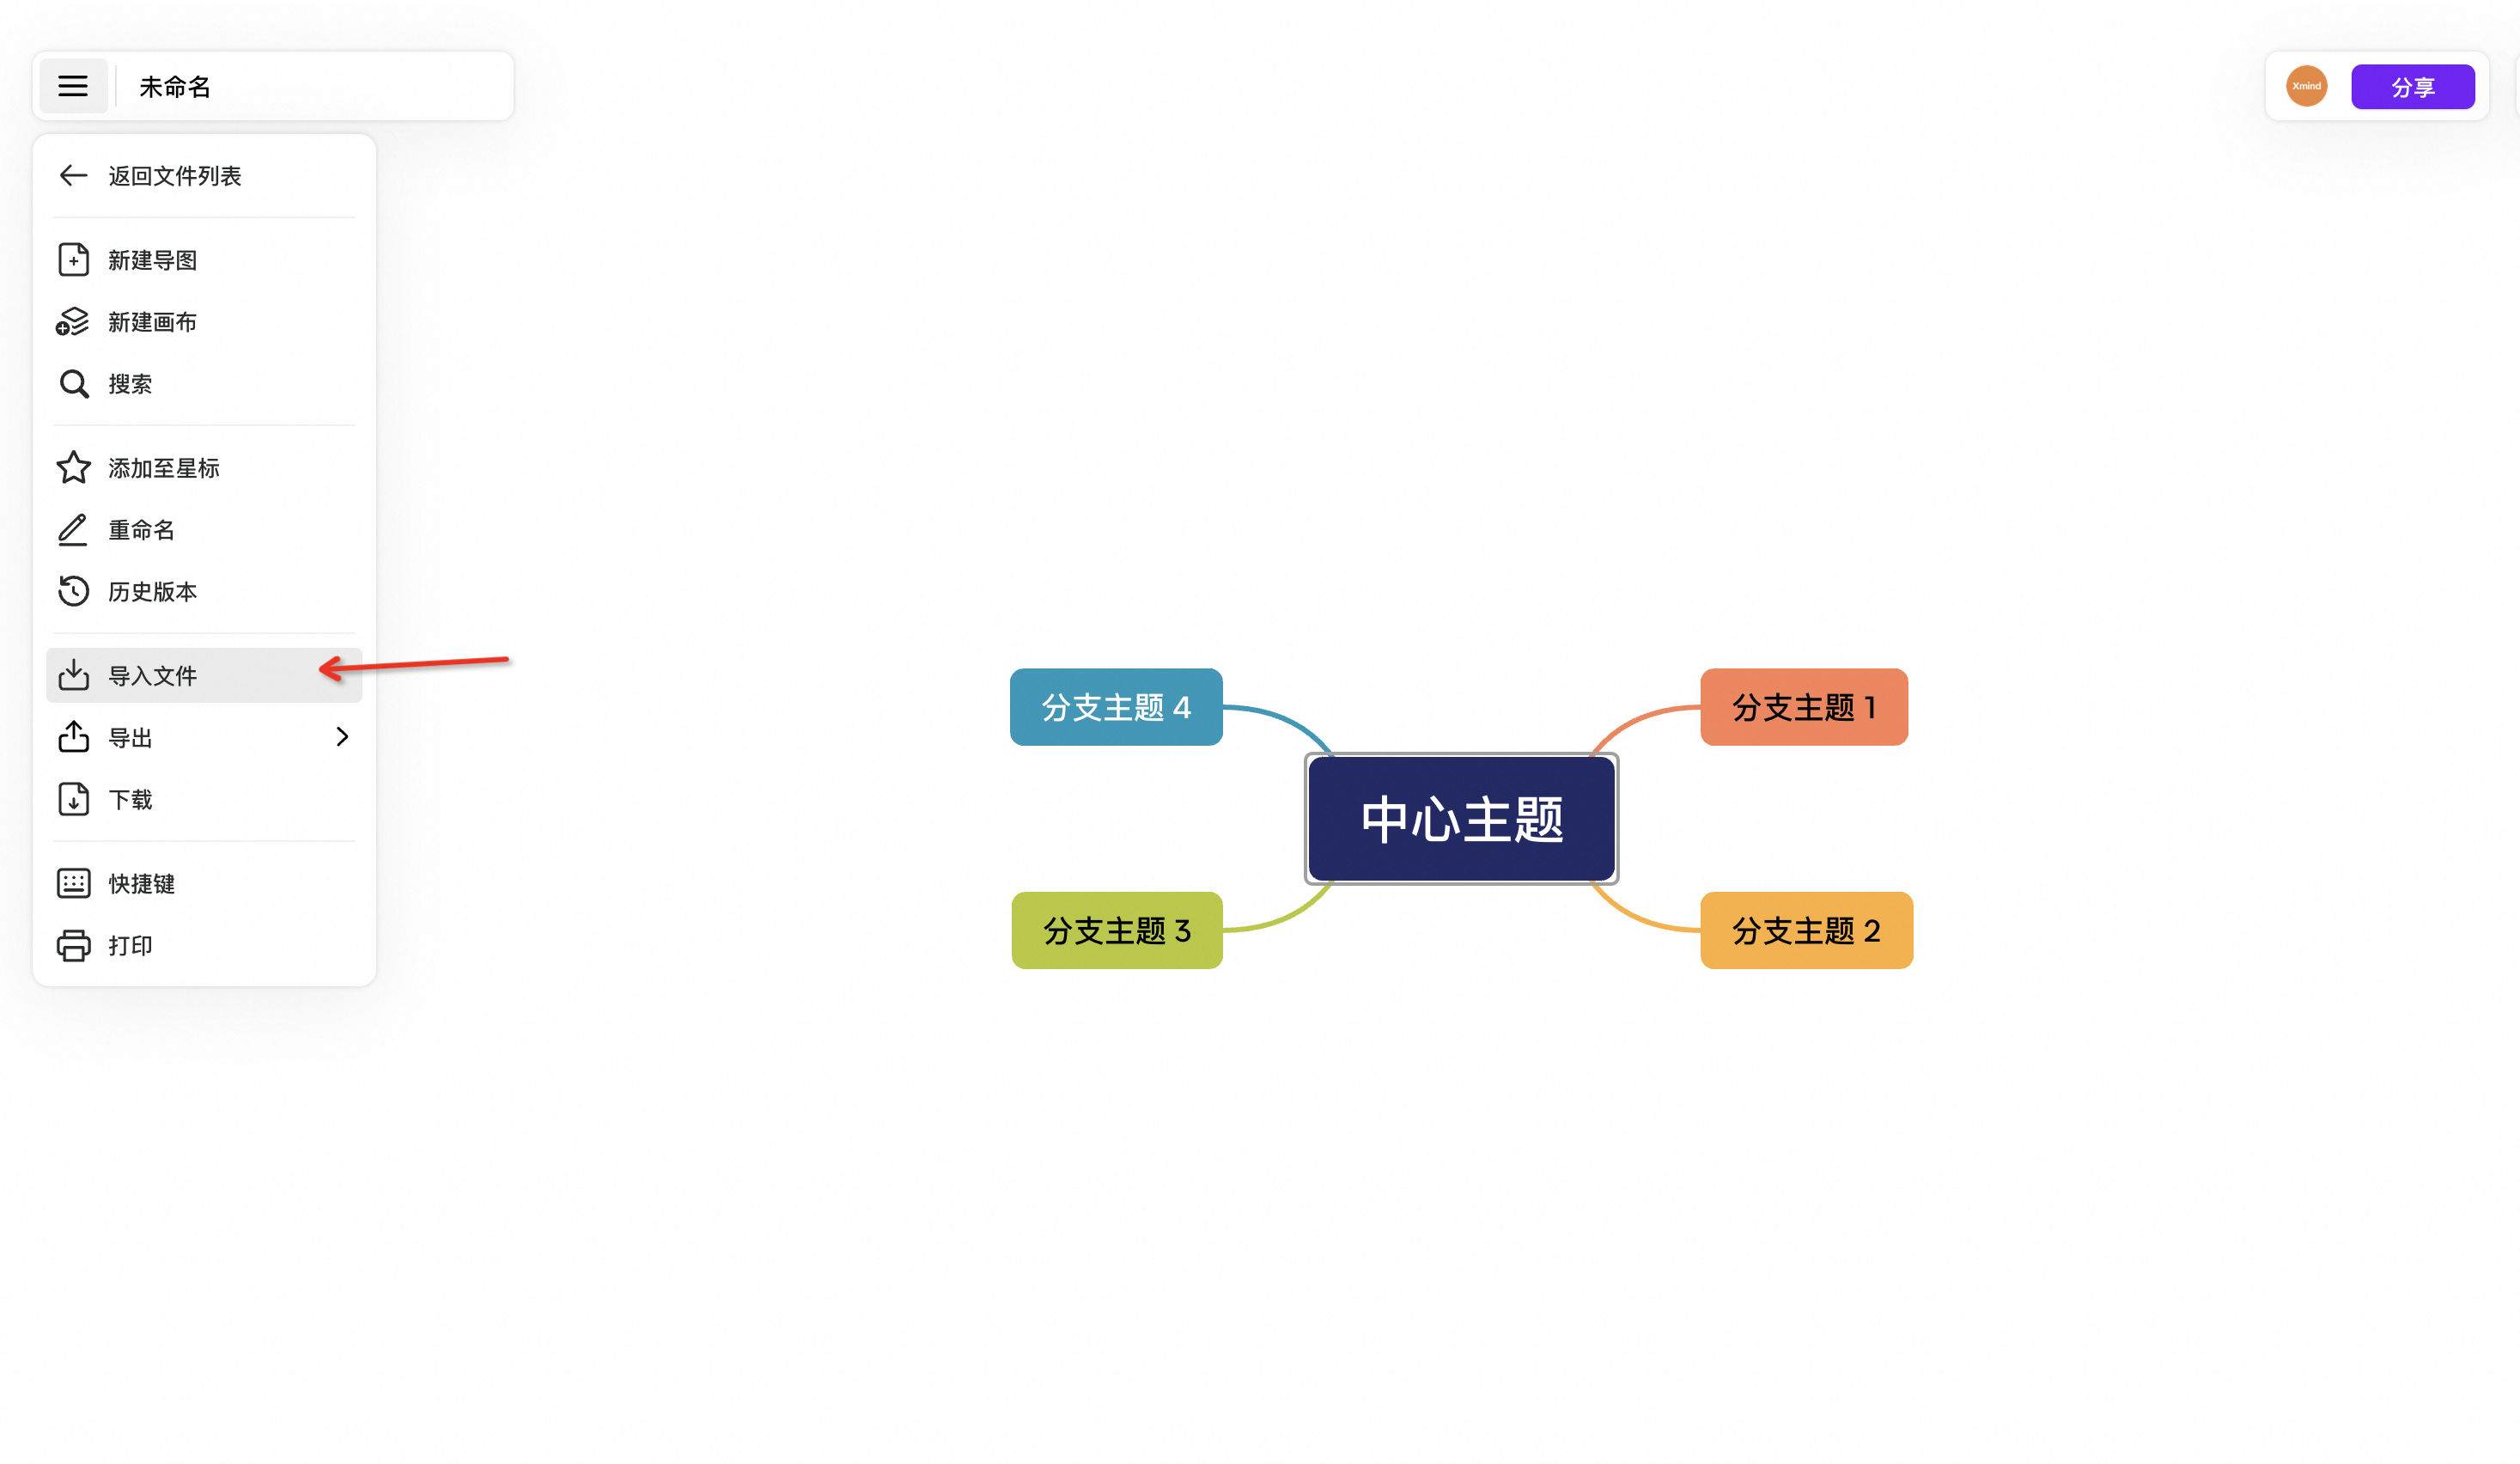 未命名
Xmind
分享
返回文件列表
新建导图
新建画布
搜索
添加至星标
重命名
历史版本
导入文件
导出
下载
快捷键
打印
分支主题 4
分支主题 1
中心主题
分支主题 3
分支主题 2